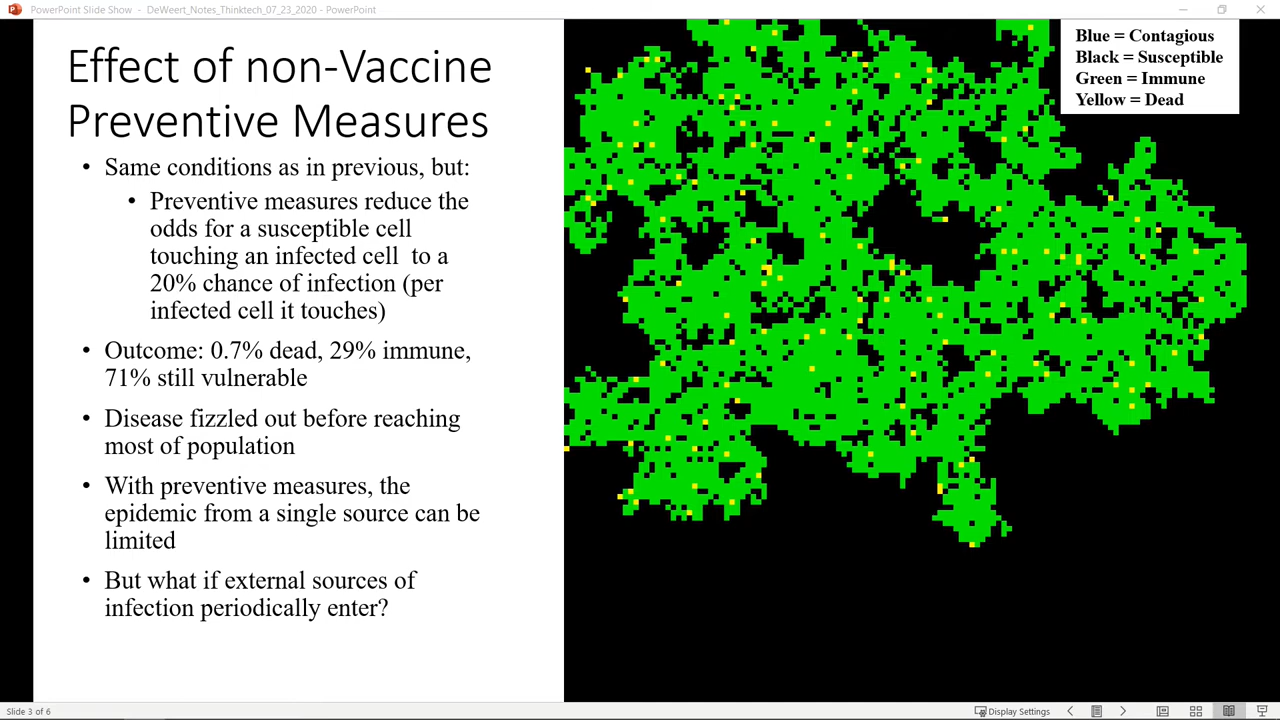 PowerPoint Slide Show - DeWeert_Notes_Thinktech_07_23_2020 - PowerPoint
Effect of non-Vaccine
Preventive Measures
• Same conditions as in previous, but:
• Preventive measures reduce the
odds for a susceptible cell
touching an infected cell to a
20% chance of infection (per
infected cell it touches)
• Outcome: 0.7% dead, 29% immune,
71% still vulnerable
• Disease fizzled out before reaching
most of population
• With preventive measures, the
epidemic from a single source can be
limited
• But what if external sources of
infection periodically enter?
Blue = Contagious
Black = Susceptible
Green = Immune
Yellow = Dead
Slide 3 of 6
Display Settings